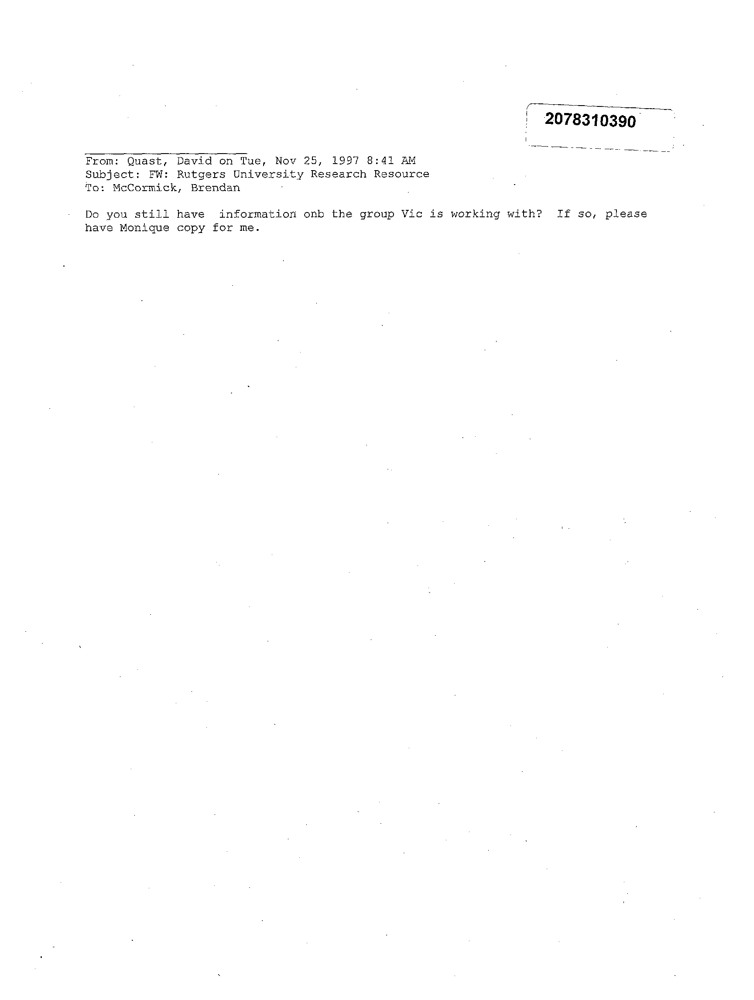 2078310390
From: Quast, David on Tue, Nov 25, 1997 8:41 AM
Subject: FW: Rutgers University Research Resource
To: McCormick, Brendan
Do you still have information onb the group Vic is working with? If so, please
have Monique copy for me.